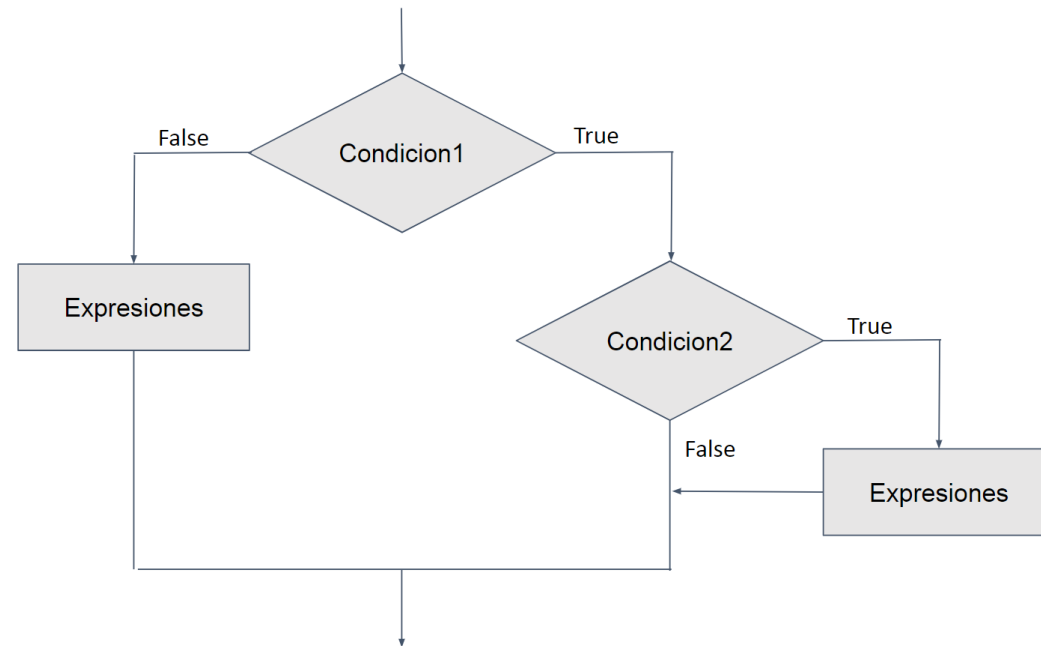 False
Condicion1
True
Expresiones
Condicion2
True
False
Expresiones